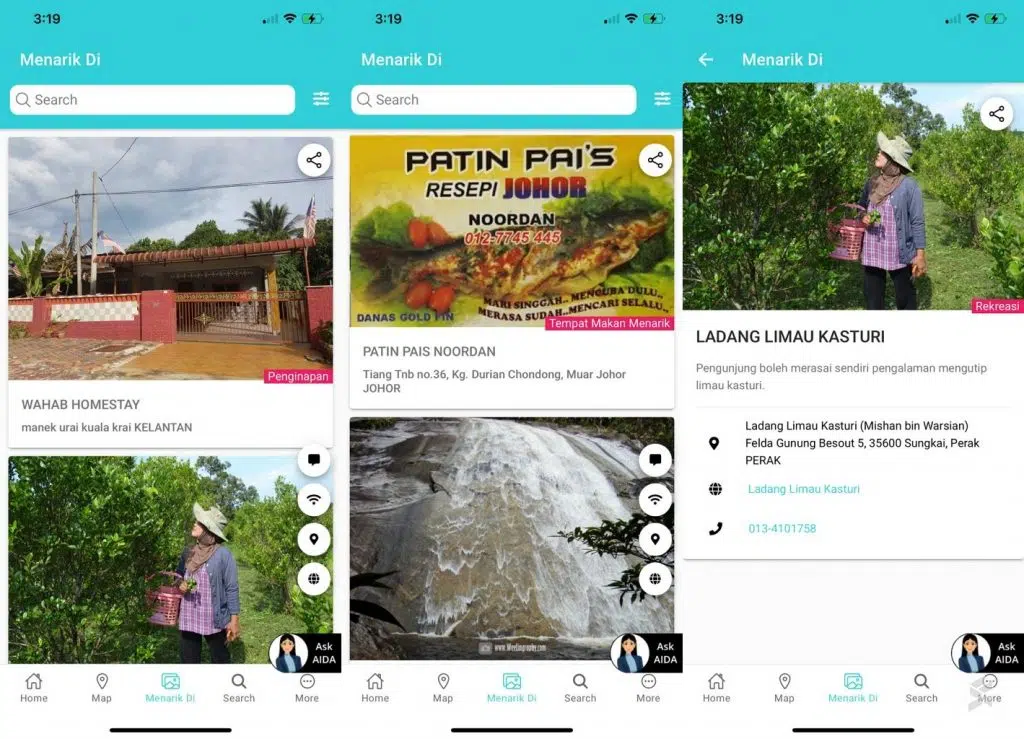 3:19
Menarik Di
Search
Penginapan
WAHAB HOMESTAY
manek urai kuala krai KELANTAN
Ask
AIDA
Home
Map
Menarik Di
Search
More
3:19
Menarik Di
Search
PATIN PAI'S
RESEPI JOHOR
NOORDAN
012-7745 445
MARI SINGGAH.. MENCUBA DULU..
MERASA SUDAH..MENCARI SELALU..
DANAS GOLD FIN
Tempat Makan Menarik
PATIN PAIS NOORDAN
Tiang Tnb no.36, Kg. Durian Chondong, Muar Johor
JOHOR
Ask
AIDA
Home
Map
Menarik Di
Search
More
3:19
Menarik Di
Rekreasi
LADANG LIMAU KASTURI
Pengunjung boleh merasai sendiri pengalaman mengutip
limau kasturi.
Ladang Limau Kasturi (Mishan bin Warsian)
Felda Gunung Besout 5, 35600 Sungkai, Perak
PERAK
Ladang Limau Kasturi
013-4101758
Ask
AIDA
Home
Map
Menarik Di
Search
More